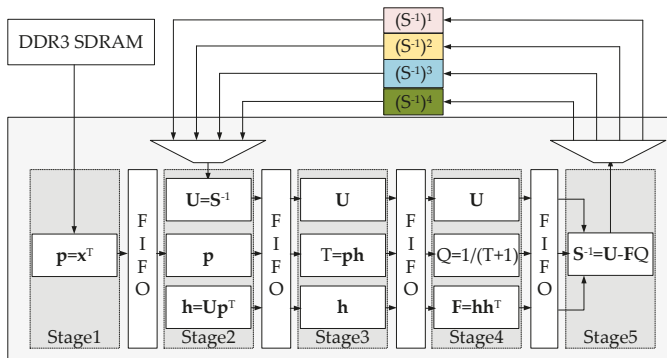 DDR3 SDRAM
(S⁻¹)¹
(S⁻¹)²
(S⁻¹)³
(S⁻¹)⁴
p=xᵀ
Stage1
FIFO
U=S⁻¹
p
h=Upᵀ
Stage2
FIFO
U
T=ph
h
Stage3
FIFO
U
Q=1/(T+1)
F=hhᵀ
Stage4
FIFO
S⁻¹=U-FQ
Stage5